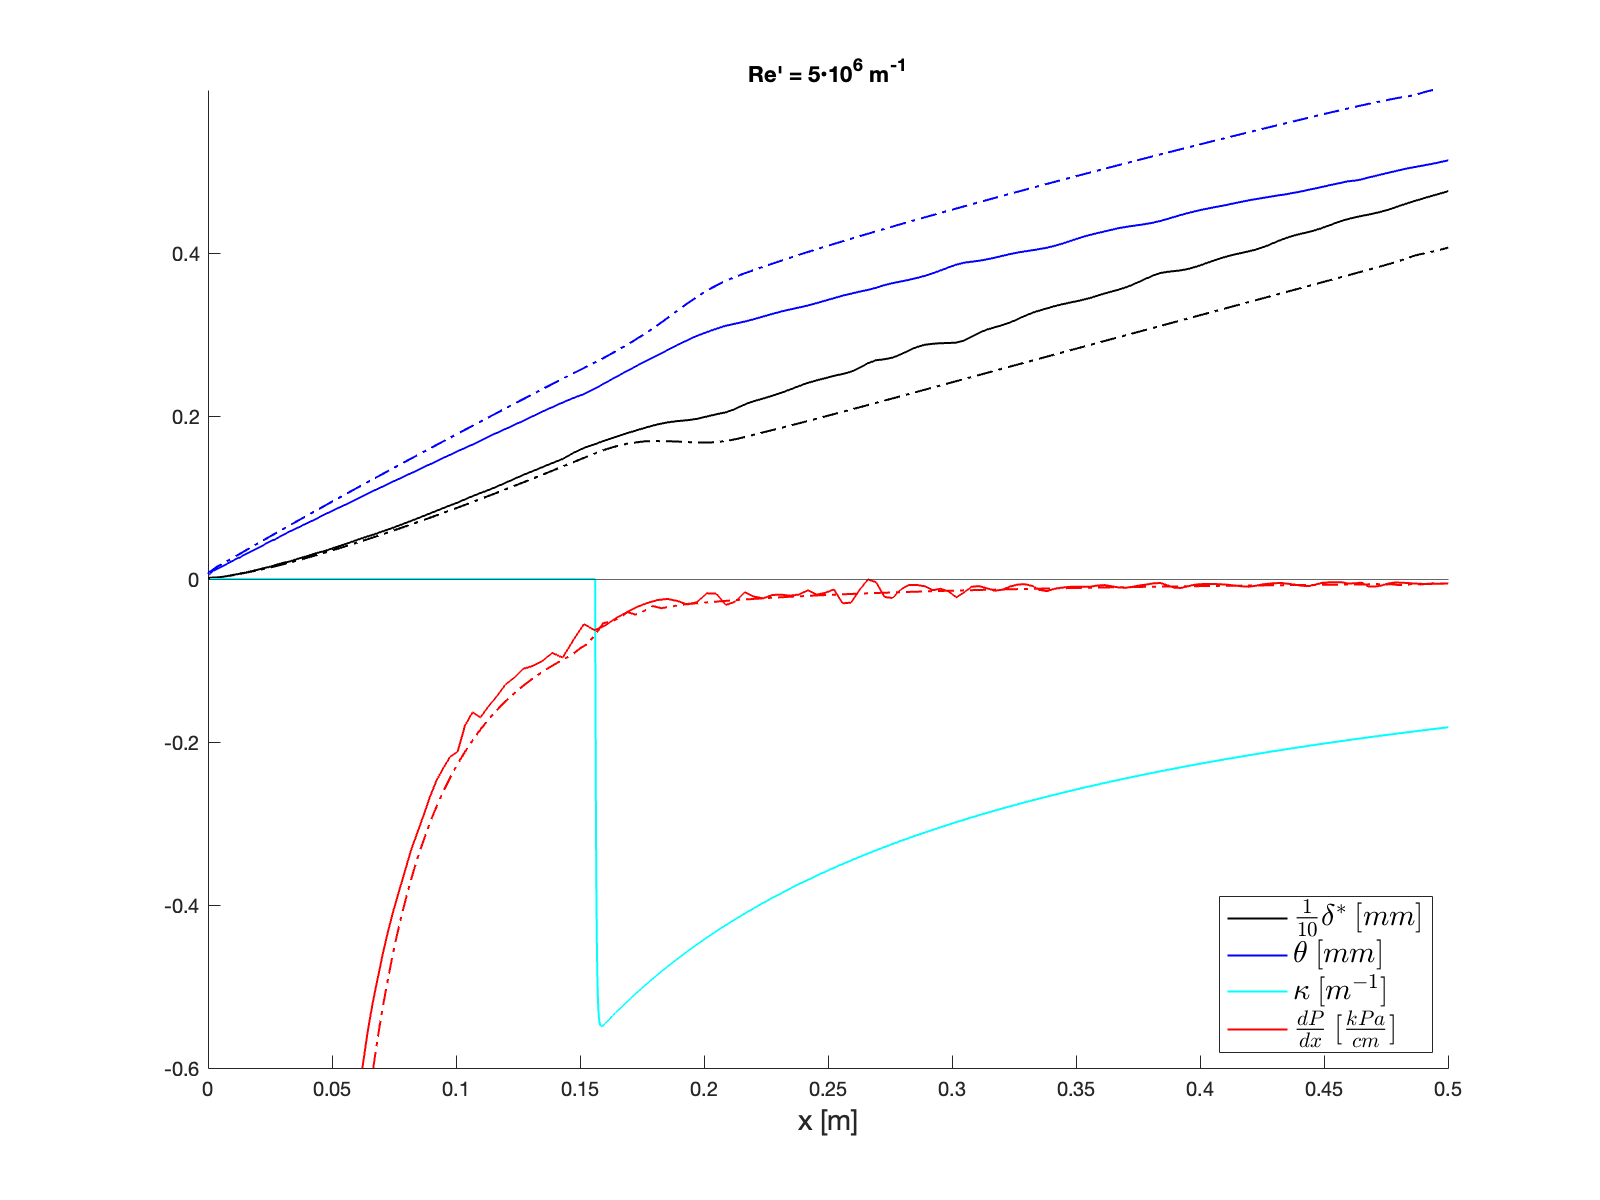 Re' = 5•10^6 m^-1
0.4
0.2
0
-0.2
-0.4
-0.6
0 0.05 0.1 0.15 0.2 0.25 0.3 0.35 0.4 0.45 0.5
x [m]
1/10 δ* [mm]
θ [mm]
κ [m^-1]
dP/dx [kPa/cm]